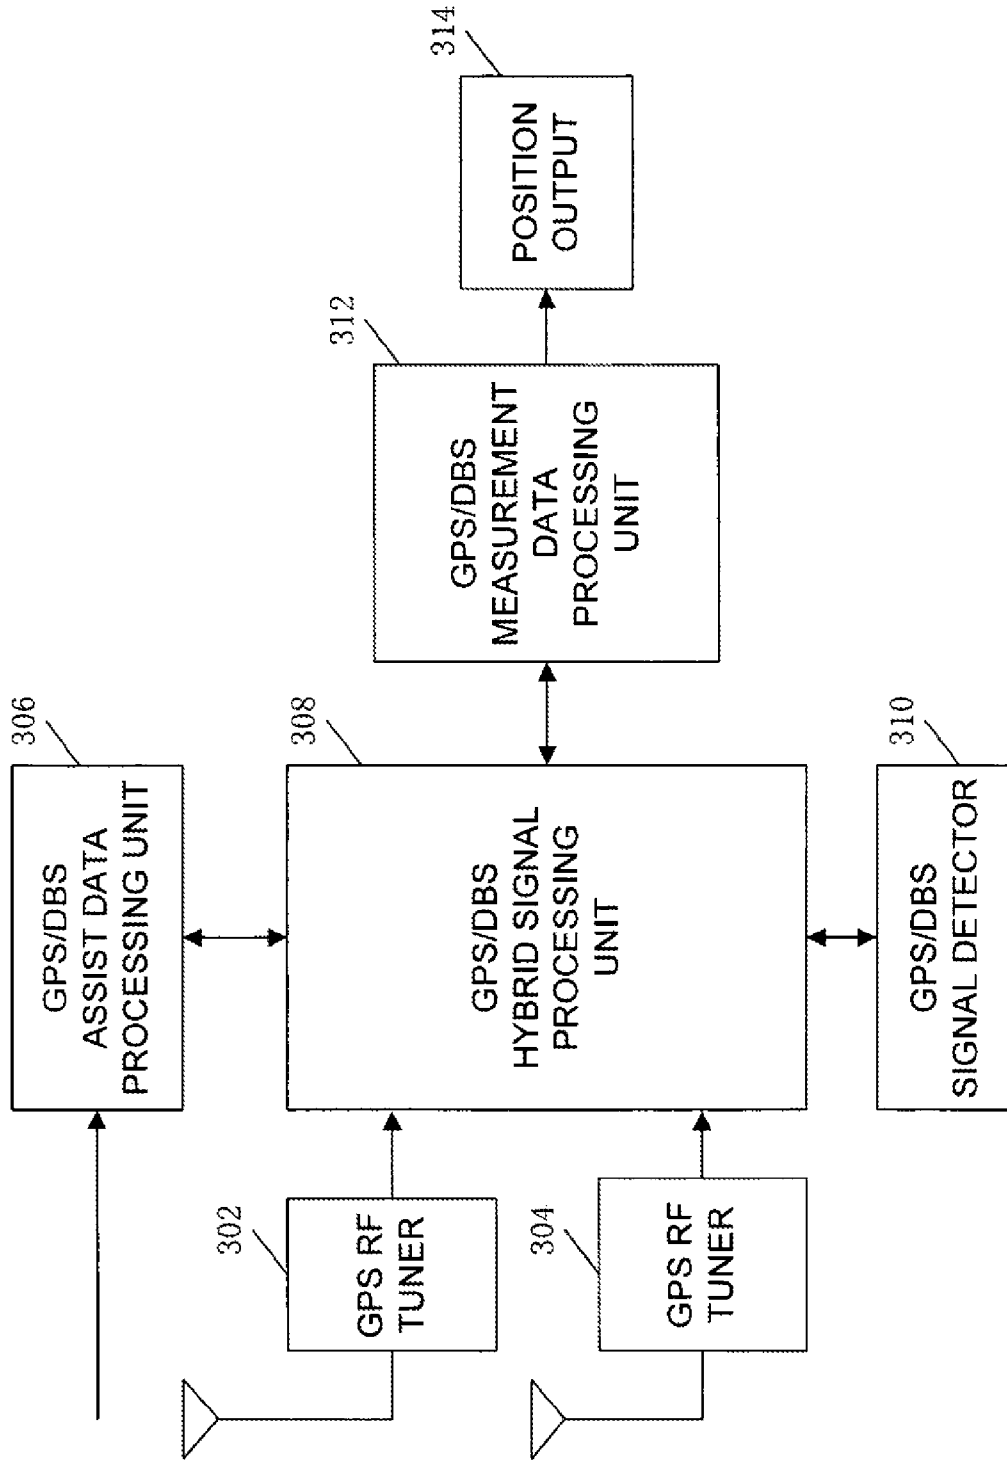 306
GPS/DBS
ASSIST DATA
PROCESSING UNIT
302
GPS RF
TUNER
304
GPS RF
TUNER
308
GPS/DBS
HYBRID SIGNAL
PROCESSING
UNIT
310
GPS/DBS
SIGNAL DETECTOR
312
GPS/DBS
MEASUREMENT
DATA
PROCESSING
UNIT
314
POSITION
OUTPUT